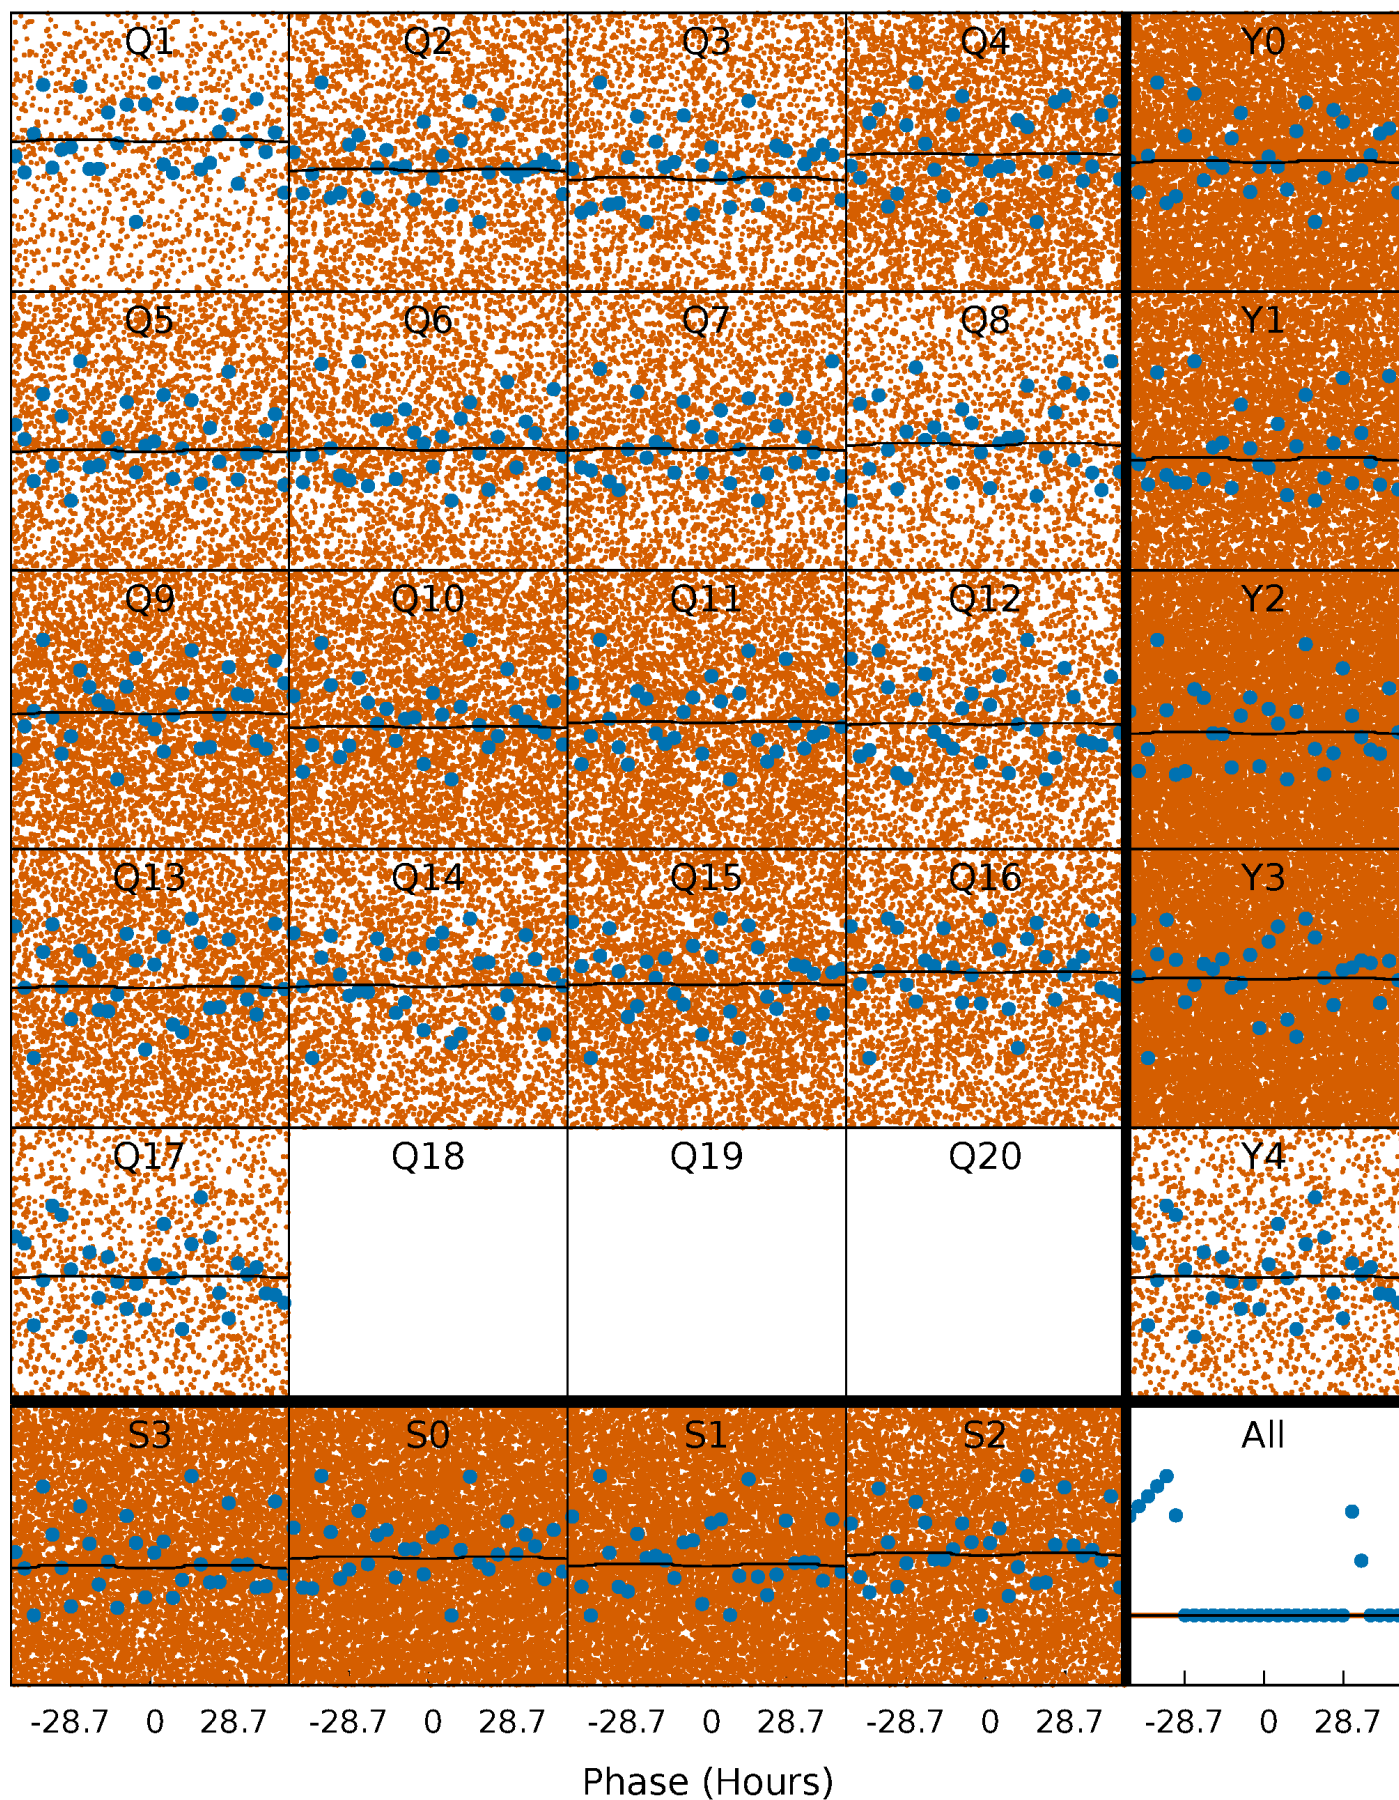 Q1 Q2 Q3 Q4 Y0
Q5 Q6 Q7 Q8 Y1
Q9 Q10 Q11 Q12 Y2
Q13 Q14 Q15 Q16 Y3
Q17 Q18 Q19 Q20 Y4
S3 S0 S1 S2 All
-28.7 0 28.7 -28.7 0 28.7 -28.7 0 28.7 -28.7 0 28.7 -28.7 0 28.7
Phase (Hours)